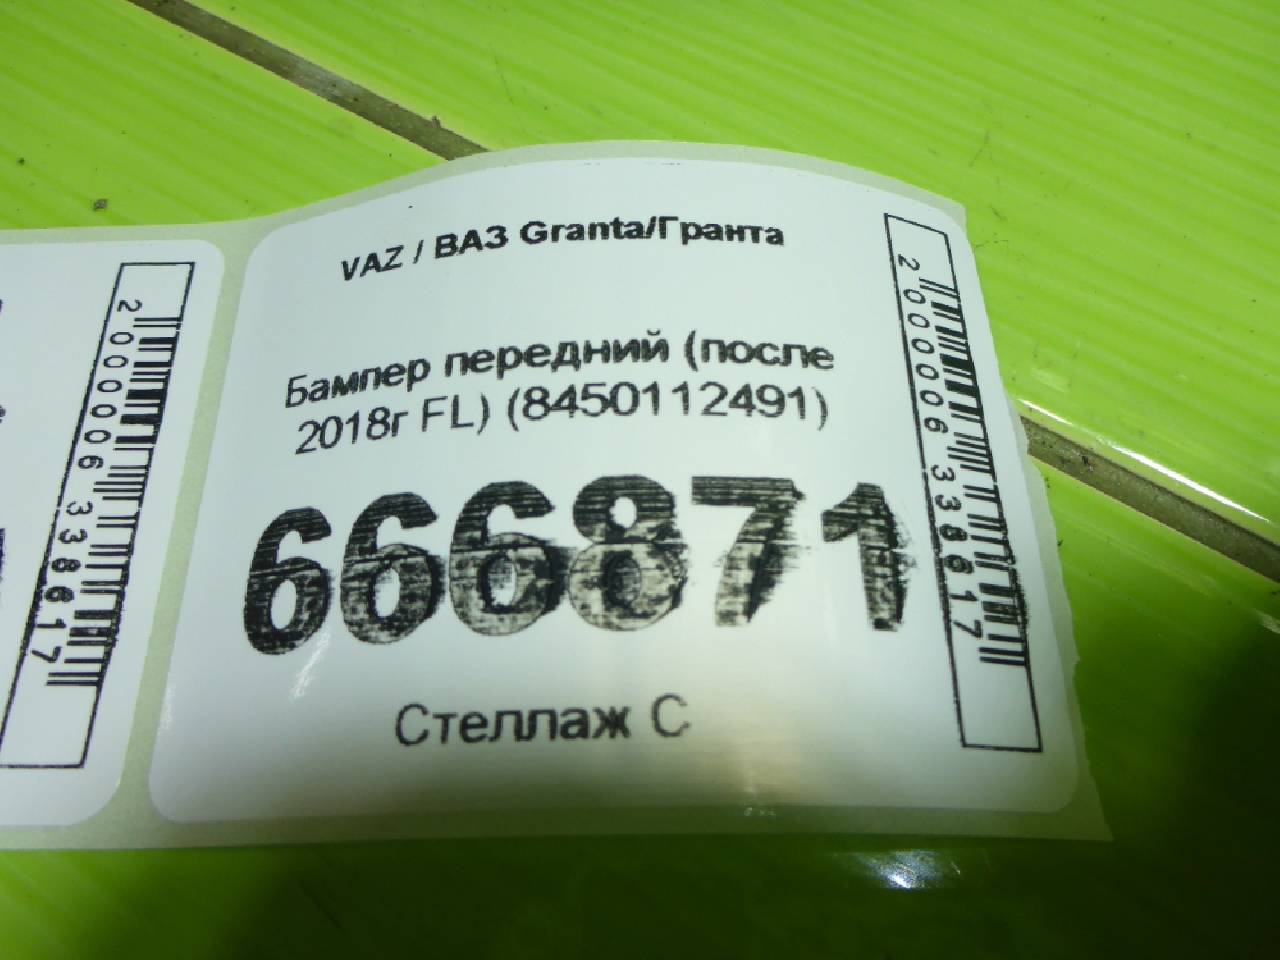 VAZ / ВАЗ Granta/Гранта
Бампер передний (после
2018г FL) (8450112491)
666871
Стеллаж С
2000006338617
2000006338617